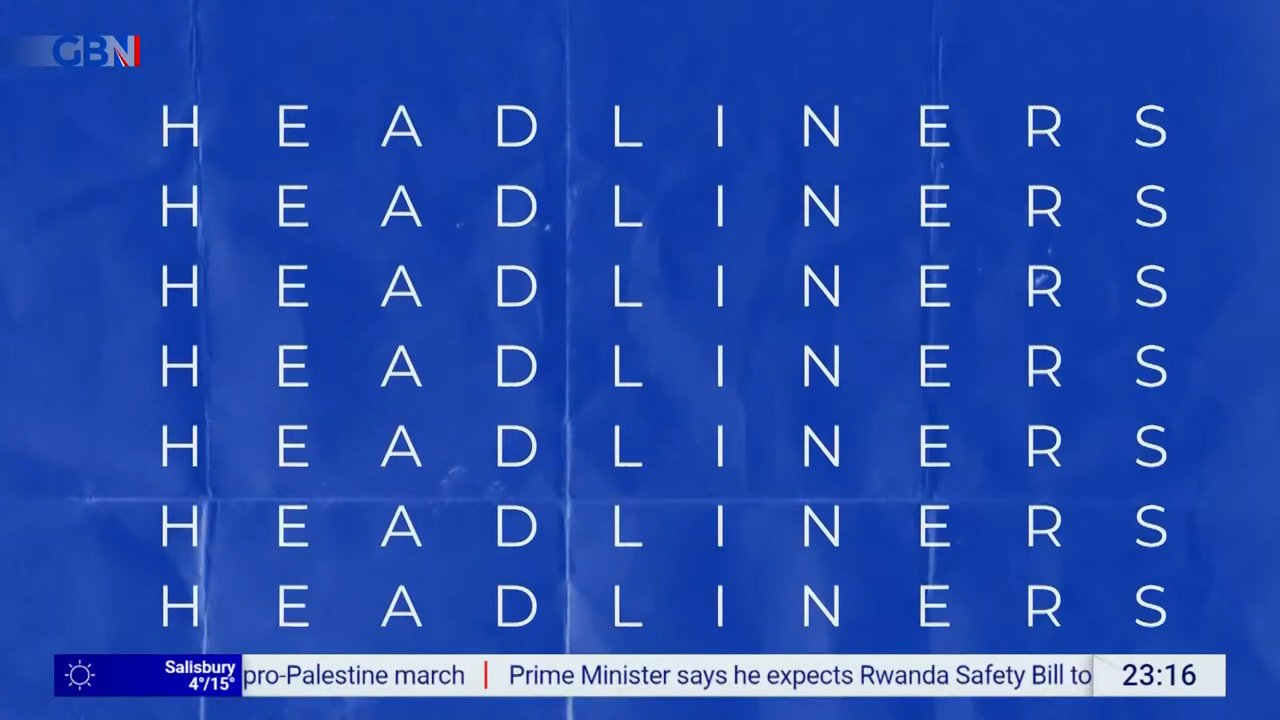 GBN
H E A D L I N E R S
H E A D L I N E R S
H E A D L I N E R S
H E A D L I N E R S
H E A D L I N E R S
H E A D L I N E R S
H E A D L I N E R S
Salisbury
4°/15°
pro-Palestine march | Prime Minister says he expects Rwanda Safety Bill to
23:16